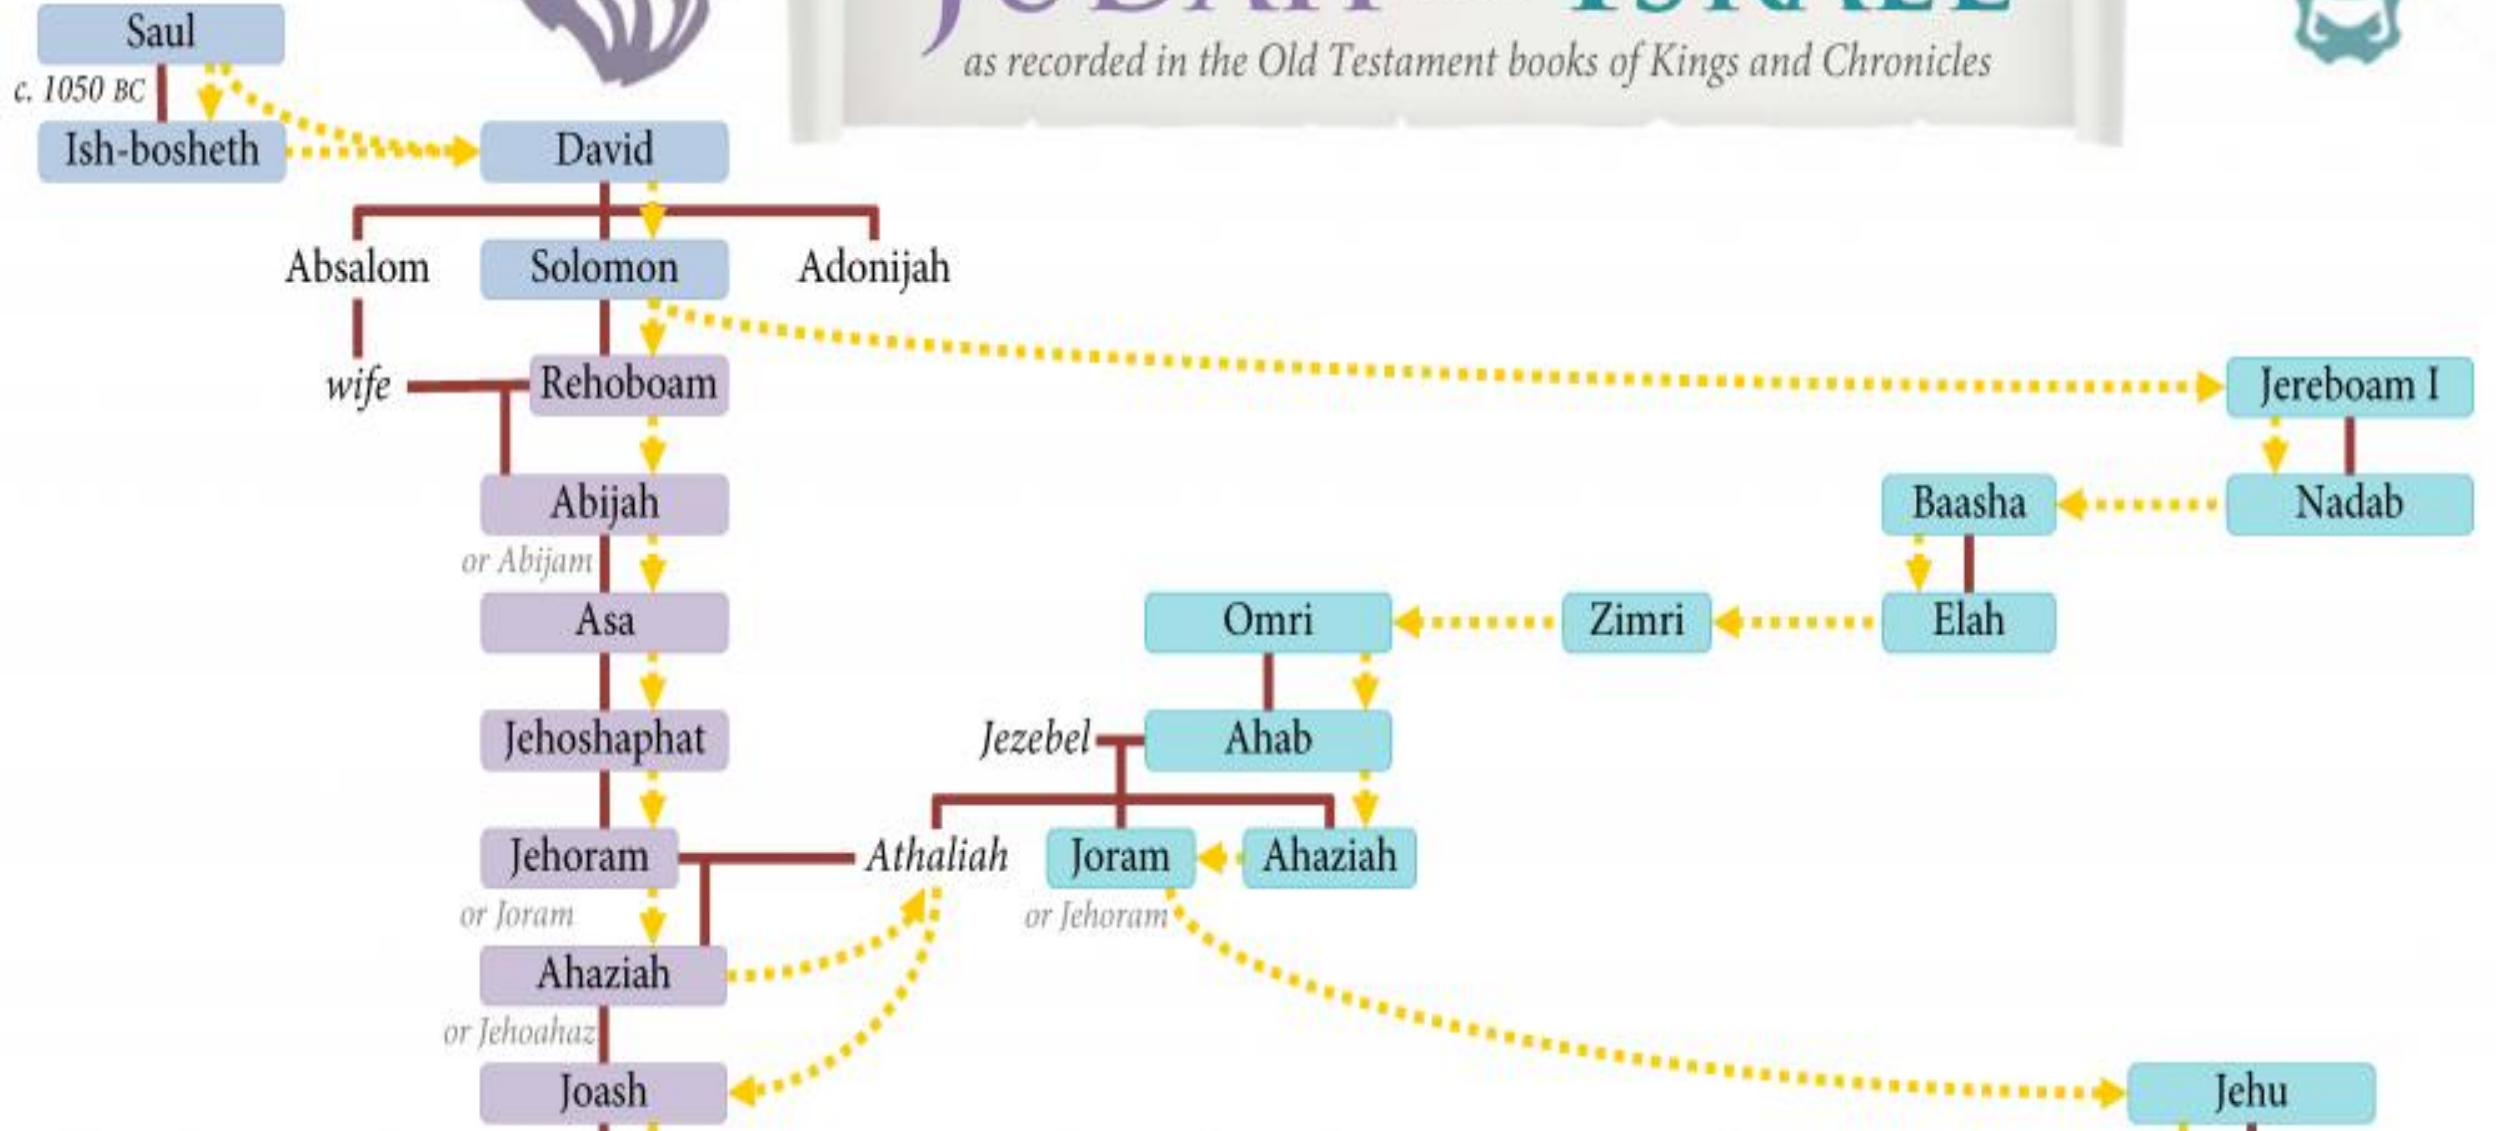 JUDAH ISRAEL
as recorded in the Old Testament books of Kings and Chronicles
Saul
c. 1050 BC
Ish-bosheth
David
Absalom
Solomon
Adonijah
wife
Rehoboam
Jereboam I
Abijah
Baasha
Nadab
or Abijam
Asa
Omri
Zimri
Elah
Jehoshaphat
Jezebel
Ahab
Jehoram
Athaliah
Joram
Ahaziah
or Joram
or Jehoram
Ahaziah
or Jehoahaz
Joash
Jehu